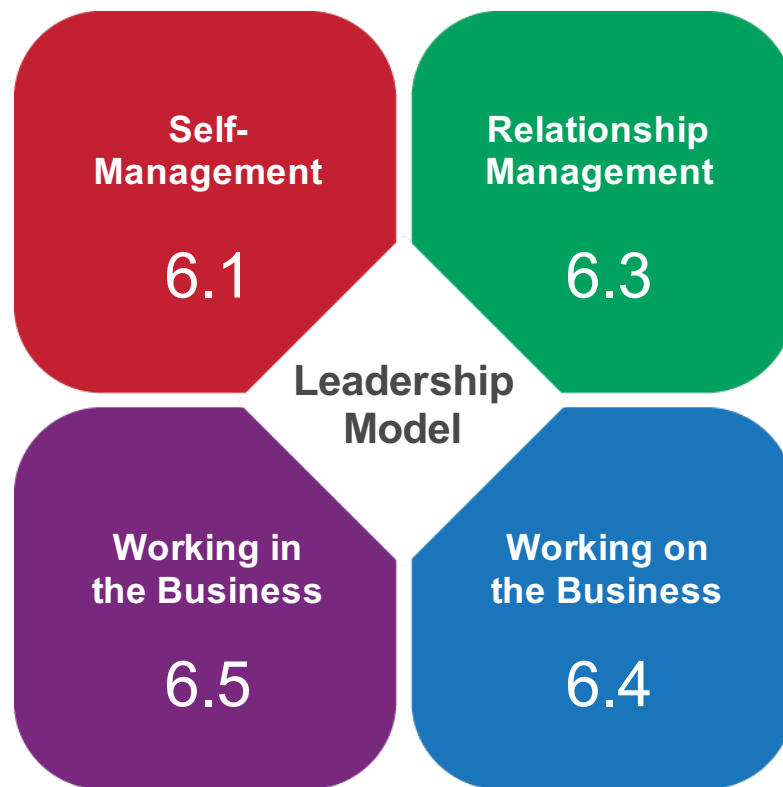 Self-
Management
6.1
Relationship
Management
6.3
Leadership
Model
Working in
the Business
6.5
Working on
the Business
6.4